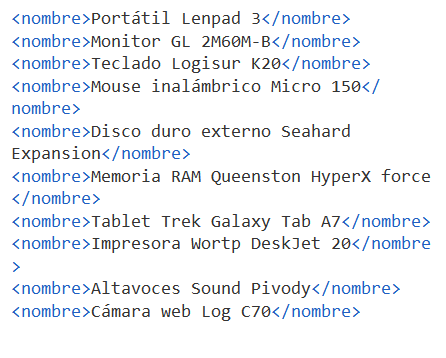 <nombre>Portátil Lenpad 3</nombre>
<nombre>Monitor GL 2M60M-B</nombre>
<nombre>Teclado Logisur K20</nombre>
<nombre>Mouse inalámbrico Micro 150</
nombre>
<nombre>Disco duro externo Seahard
Expansion</nombre>
<nombre>Memoria RAM Queenston HyperX force
</nombre>
<nombre>Tablet Trek Galaxy Tab A7</nombre>
<nombre>Impresora Wortp DeskJet 20</nombre
>
<nombre>Altavoces Sound Pivody</nombre>
<nombre>Cámara web Log C70</nombre>